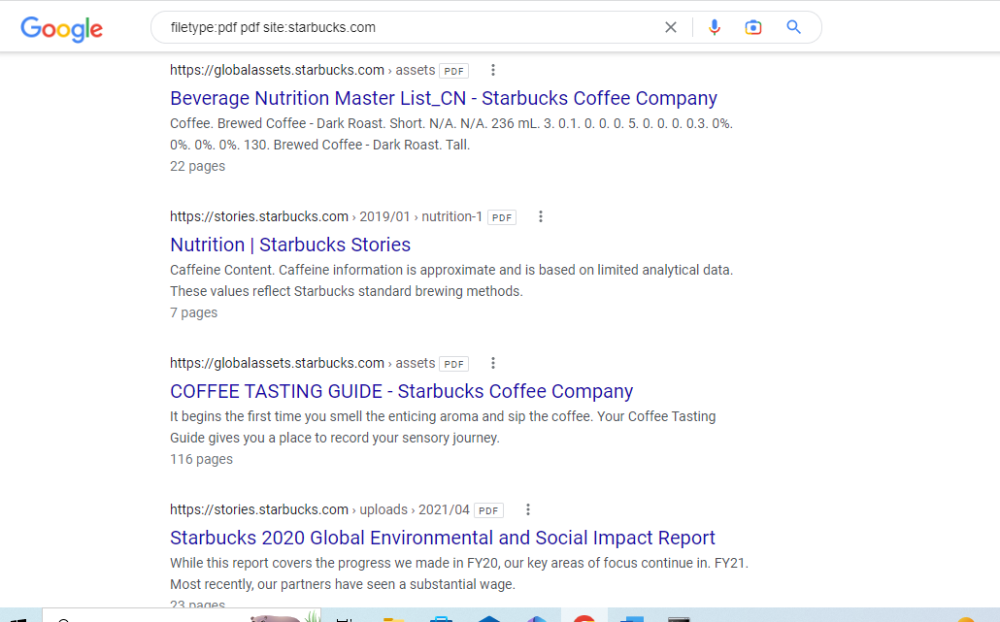 Google
filetype:pdf pdf site:starbucks.com
https://globalassets.starbucks.com › assets PDF
Beverage Nutrition Master List_CN - Starbucks Coffee Company
Coffee. Brewed Coffee - Dark Roast. Short. N/A. N/A. 236 mL. 3. 0.1. 0. 0. 0. 5. 0. 0. 0. 0.3. 0%.
0%. 0%. 0%. 130. Brewed Coffee - Dark Roast. Tall.
22 pages
https://stories.starbucks.com › 2019/01 › nutrition-1 PDF
Nutrition | Starbucks Stories
Caffeine Content. Caffeine information is approximate and is based on limited analytical data.
These values reflect Starbucks standard brewing methods.
7 pages
https://globalassets.starbucks.com › assets PDF
COFFEE TASTING GUIDE - Starbucks Coffee Company
It begins the first time you smell the enticing aroma and sip the coffee. Your Coffee Tasting
Guide gives you a place to record your sensory journey.
116 pages
https://stories.starbucks.com › uploads › 2021/04 PDF
Starbucks 2020 Global Environmental and Social Impact Report
While this report covers the progress we made in FY20, our key areas of focus continue in. FY21.
Most recently, our partners have seen a substantial wage.
23 pages